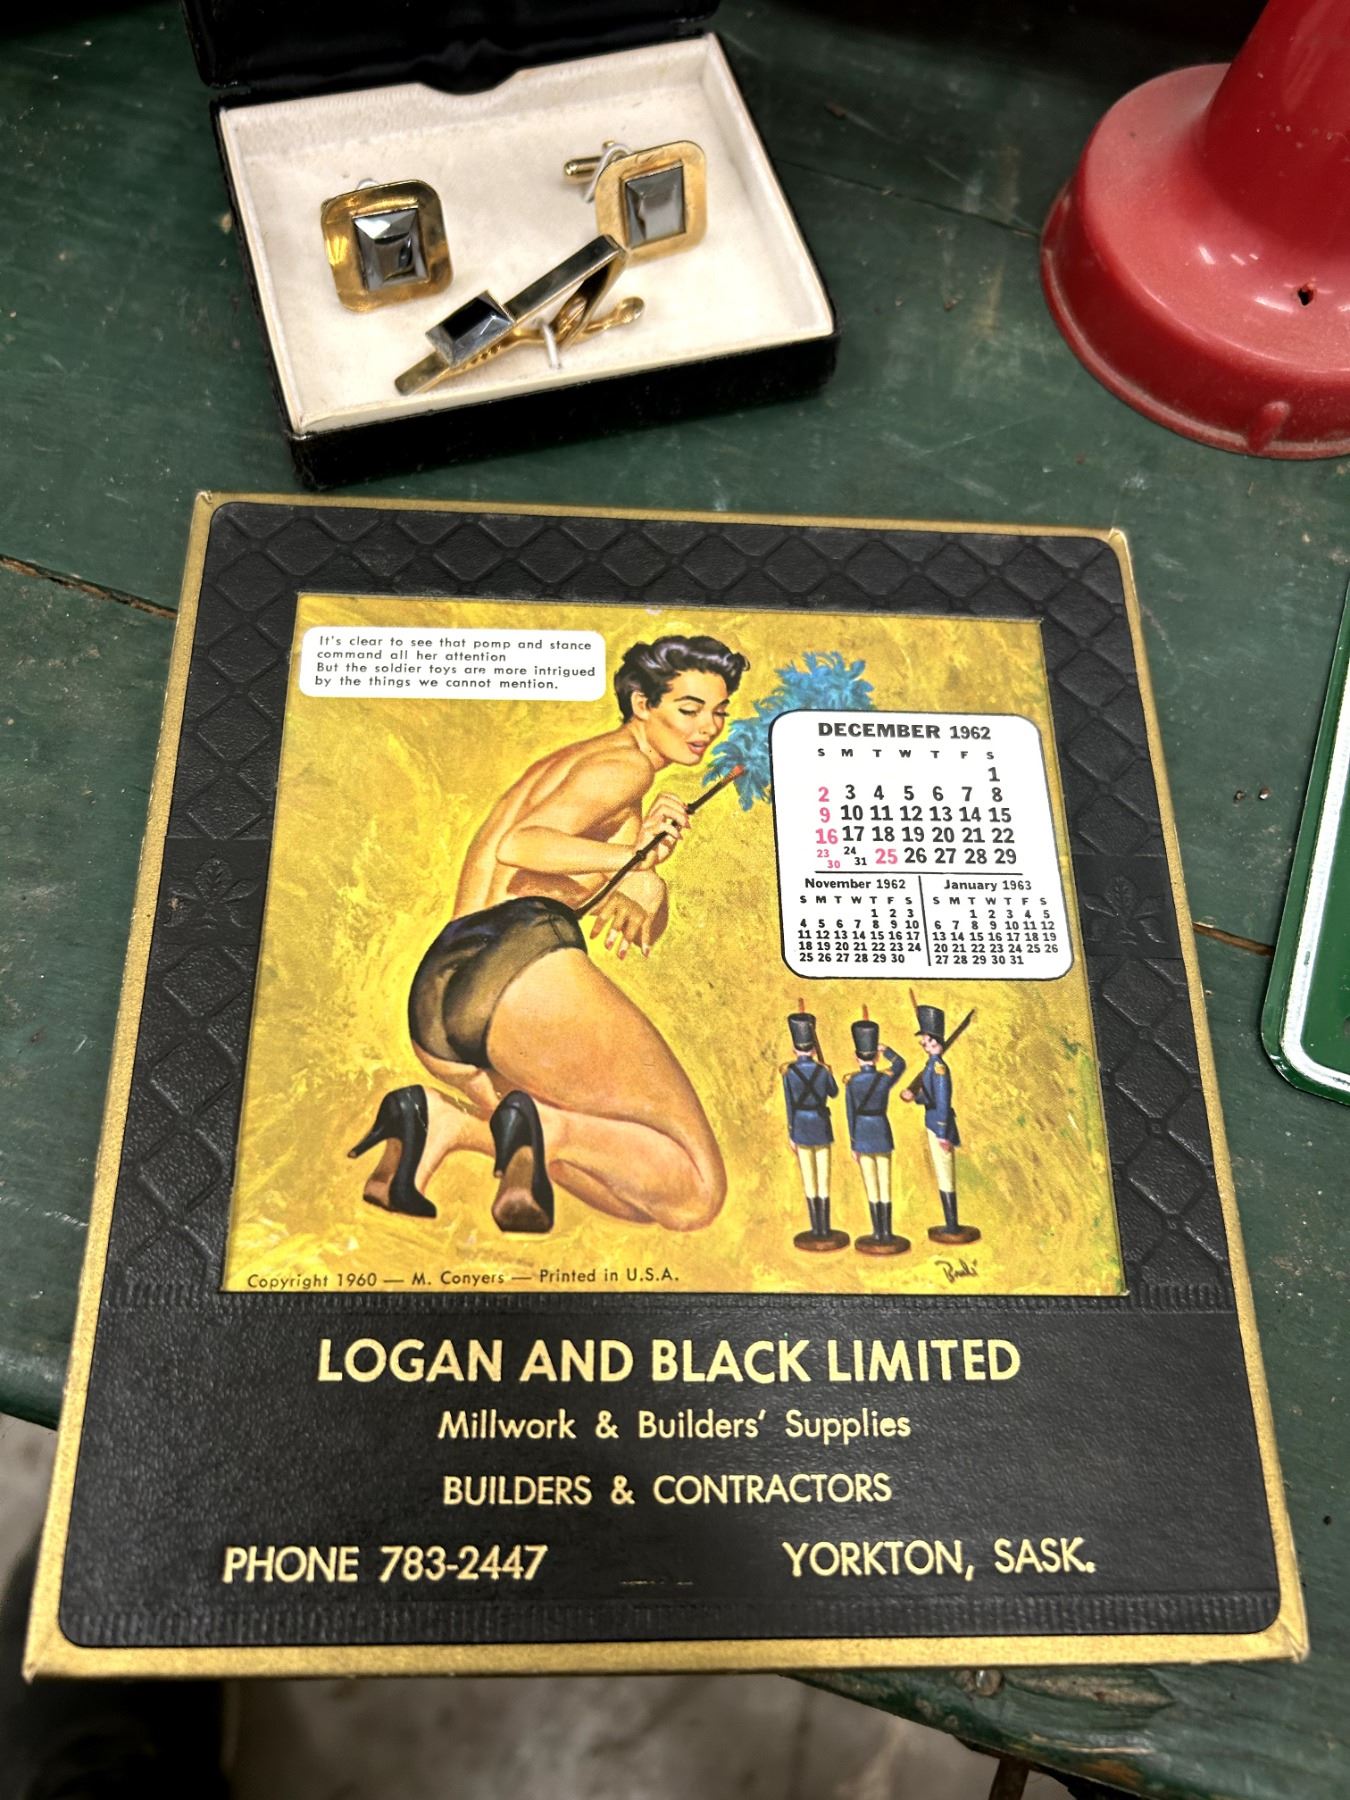 It's clear to see that pomp and stance
command all her attention
But the soldier toys are more intrigued
by the things we cannot mention.
DECEMBER 1962
S M T W T F S
1
2 3 4 5 6 7 8
9 10 11 12 13 14 15
16 17 18 19 20 21 22
23 30 24 31 25 26 27 28 29
November 1962
S M T W T F S
1 2 3
4 5 6 7 8 9 10
11 12 13 14 15 16 17
18 19 20 21 22 23 24
25 26 27 28 29 30
January 1963
S M T W T F S
1 2 3 4 5
6 7 8 9 10 11 12
13 14 15 16 17 18 19
20 21 22 23 24 25 26
27 28 29 30 31
Copyright 1960 — M. Conyers — Printed in U.S.A.
LOGAN AND BLACK LIMITED
Millwork & Builders' Supplies
BUILDERS & CONTRACTORS
PHONE 783-2447 YORKTON, SASK.